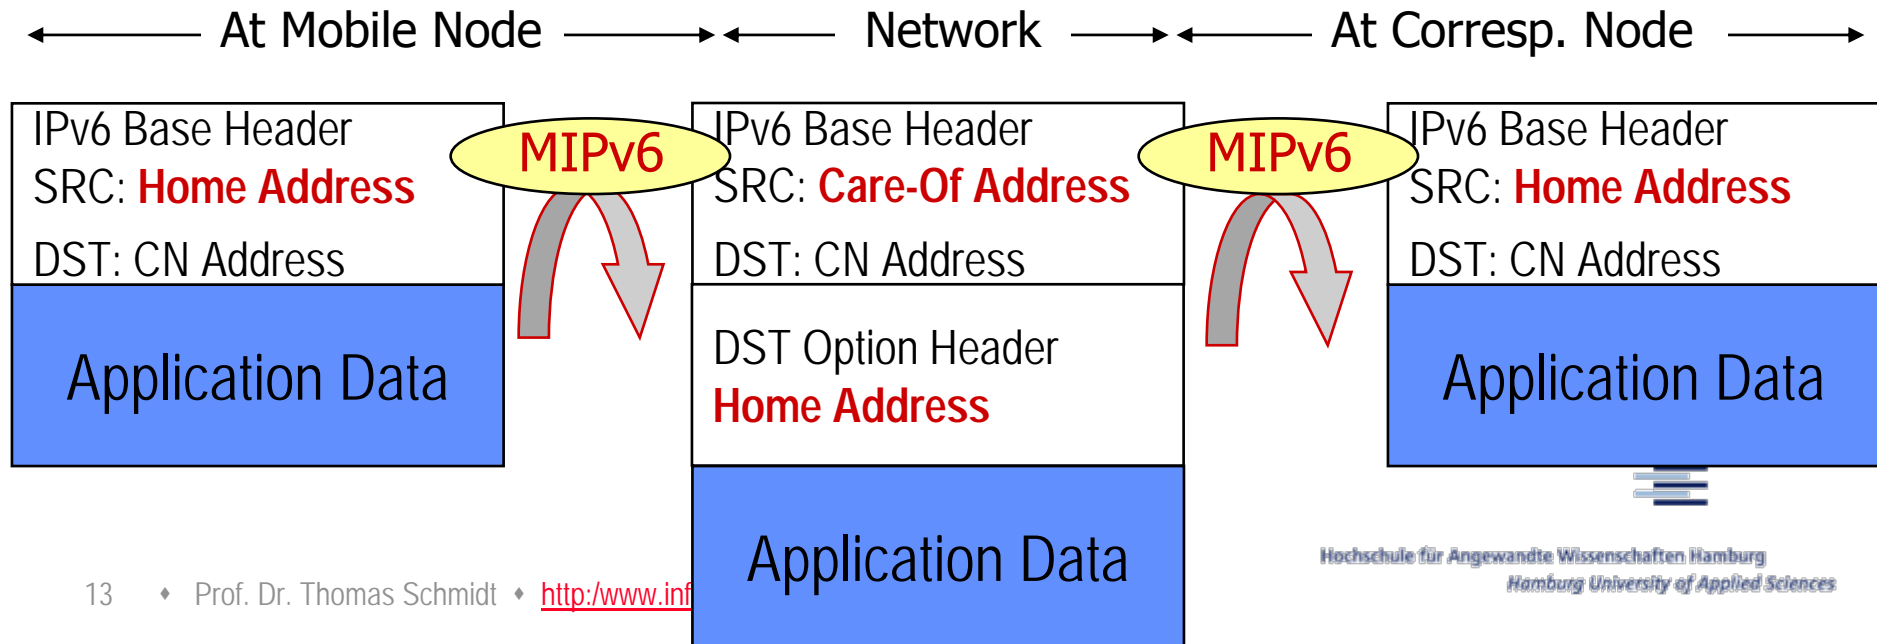 At Mobile Node
Network
At Corresp. Node
IPv6 Base Header
SRC: Home Address
DST: CN Address
Application Data
MIPv6
IPv6 Base Header
SRC: Care-Of Address
DST: CN Address
DST Option Header
Home Address
Application Data
MIPv6
IPv6 Base Header
SRC: Home Address
DST: CN Address
Application Data
13 • Prof. Dr. Thomas Schmidt • http:/www.inf
Hochschule für Angewandte Wissenschaften Hamburg
Hamburg University of Applied Sciences